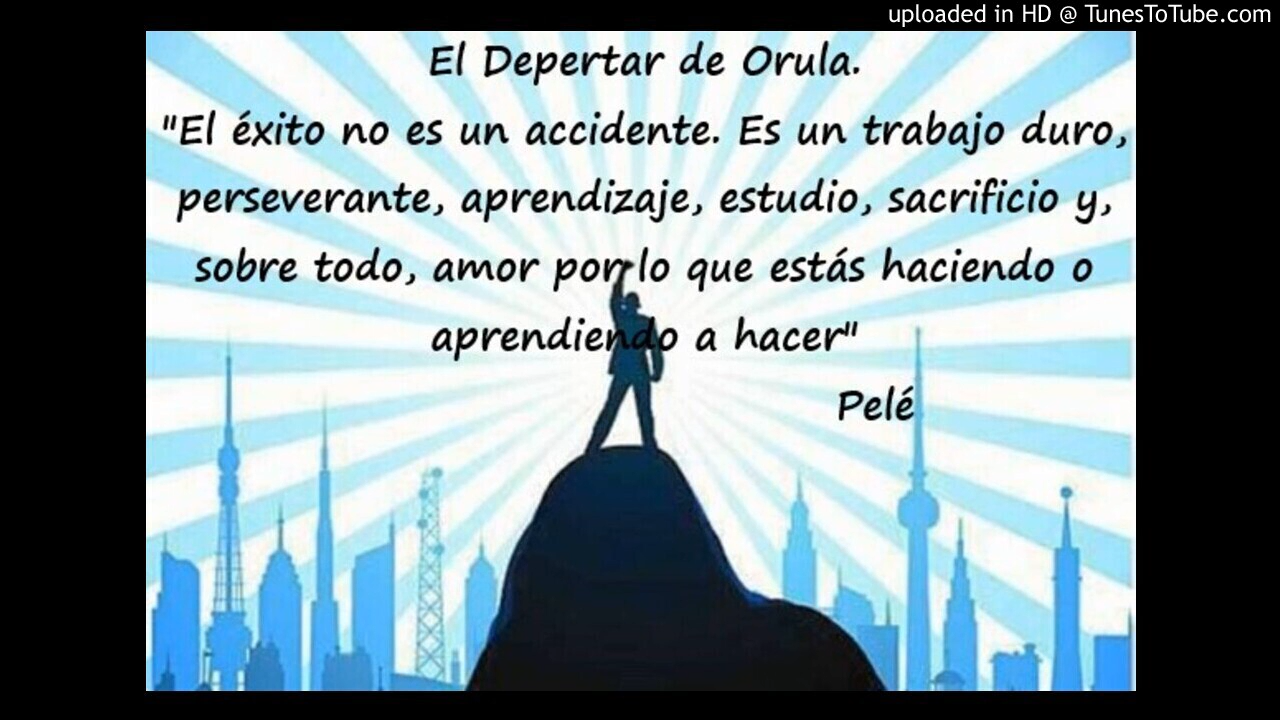 uploaded in HD @ TunesToTube.com
El Depertar de Orula.
"El éxito no es un accidente. Es un trabajo duro,
perseverante, aprendizaje, estudio, sacrificio y,
sobre todo, amor por lo que estás haciendo o
aprendiendo a hacer"
Pelé